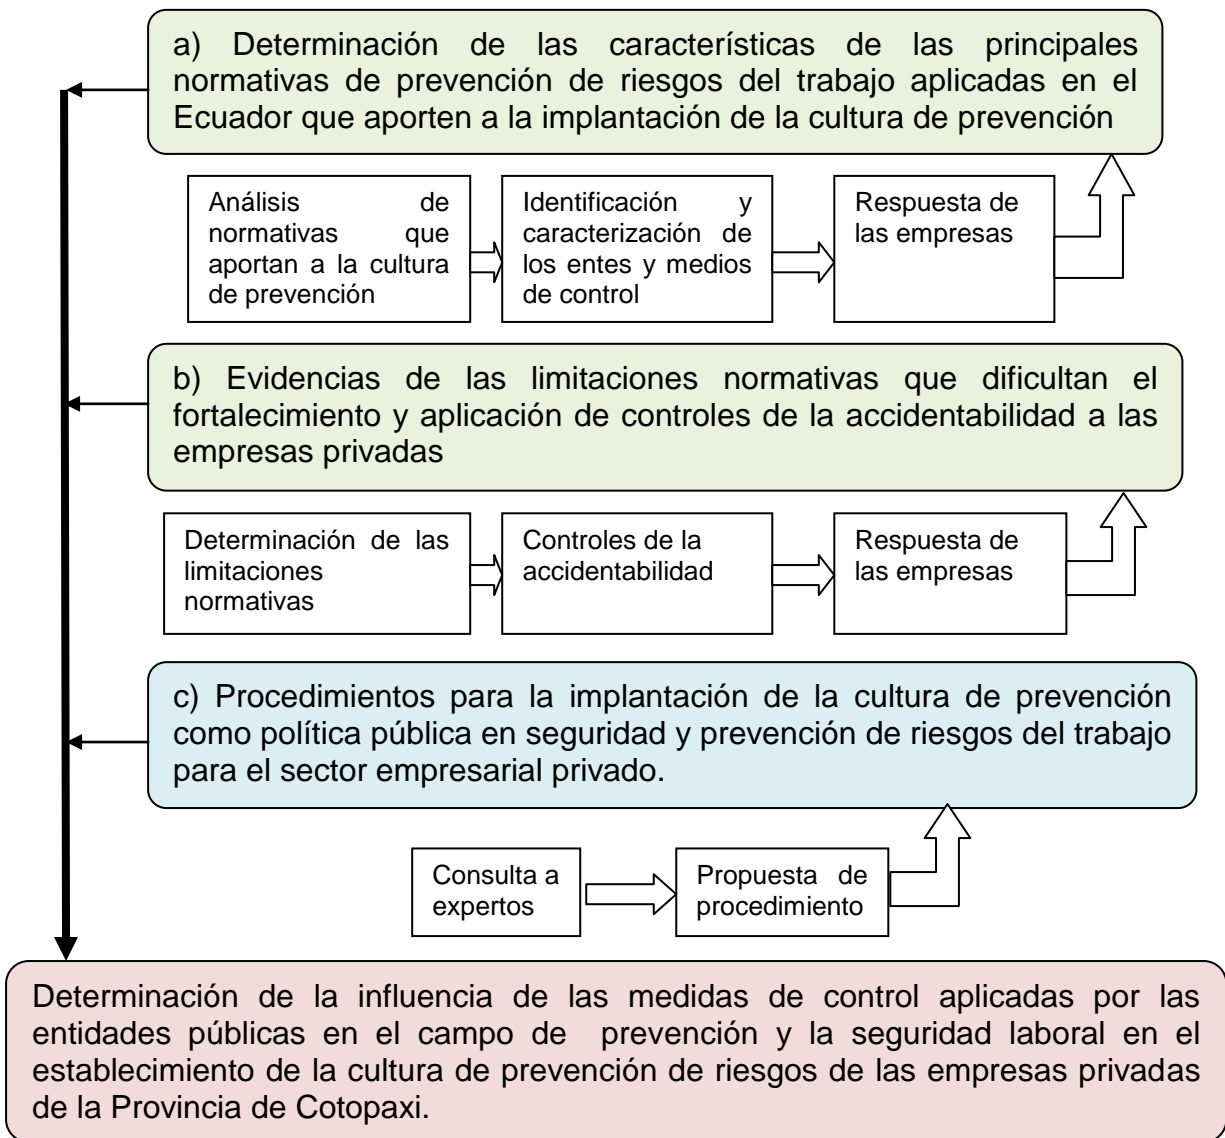 a) Determinación de las características de las principales
normativas de prevención de riesgos del trabajo aplicadas en el
Ecuador que aporten a la implantación de la cultura de prevención
Análisis de
normativas que
aportan a la cultura
de prevención
Identificación y
caracterización de
los entes y medios
de control
Respuesta de
las empresas
b) Evidencias de las limitaciones normativas que dificultan el
fortalecimiento y aplicación de controles de la accidentabilidad a las
empresas privadas
Determinación de las
limitaciones
normativas
Controles de la
accidentabilidad
Respuesta de
las empresas
c) Procedimientos para la implantación de la cultura de prevención
como política pública en seguridad y prevención de riesgos del trabajo
para el sector empresarial privado.
Consulta a
expertos
Propuesta de
procedimiento
Determinación de la influencia de las medidas de control aplicadas por las
entidades públicas en el campo de prevención y la seguridad laboral en el
establecimiento de la cultura de prevención de riesgos de las empresas privadas
de la Provincia de Cotopaxi.